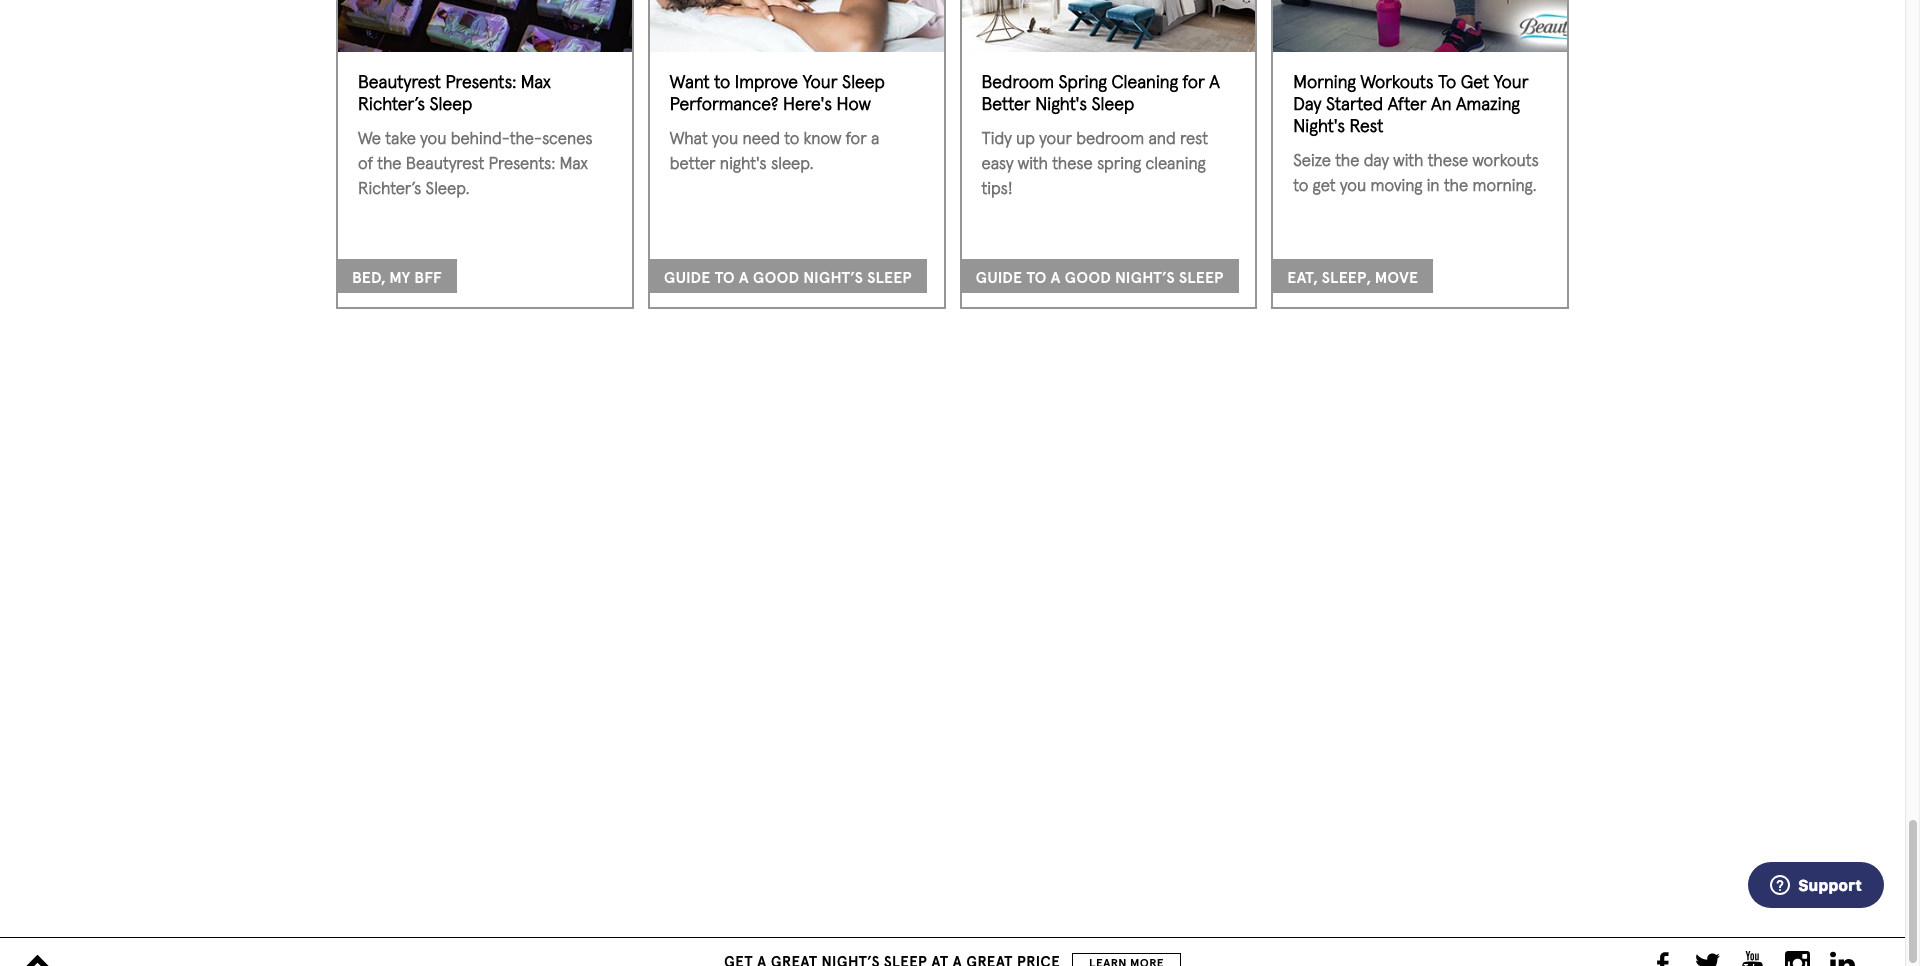 Beautyrest Presents: Max
Richter’s Sleep
We take you behind-the-scenes
of the Beautyrest Presents: Max
Richter’s Sleep.
BED, MY BFF
Want to Improve Your Sleep
Performance? Here's How
What you need to know for a
better night's sleep.
GUIDE TO A GOOD NIGHT’S SLEEP
Bedroom Spring Cleaning for A
Better Night's Sleep
Tidy up your bedroom and rest
easy with these spring cleaning
tips!
GUIDE TO A GOOD NIGHT’S SLEEP
Beaut
Morning Workouts To Get Your
Day Started After An Amazing
Night's Rest
Seize the day with these workouts
to get you moving in the morning.
EAT, SLEEP, MOVE
Support
GET A GREAT NIGHT’S SLEEP AT A GREAT PRICE
LEARN MORE
You